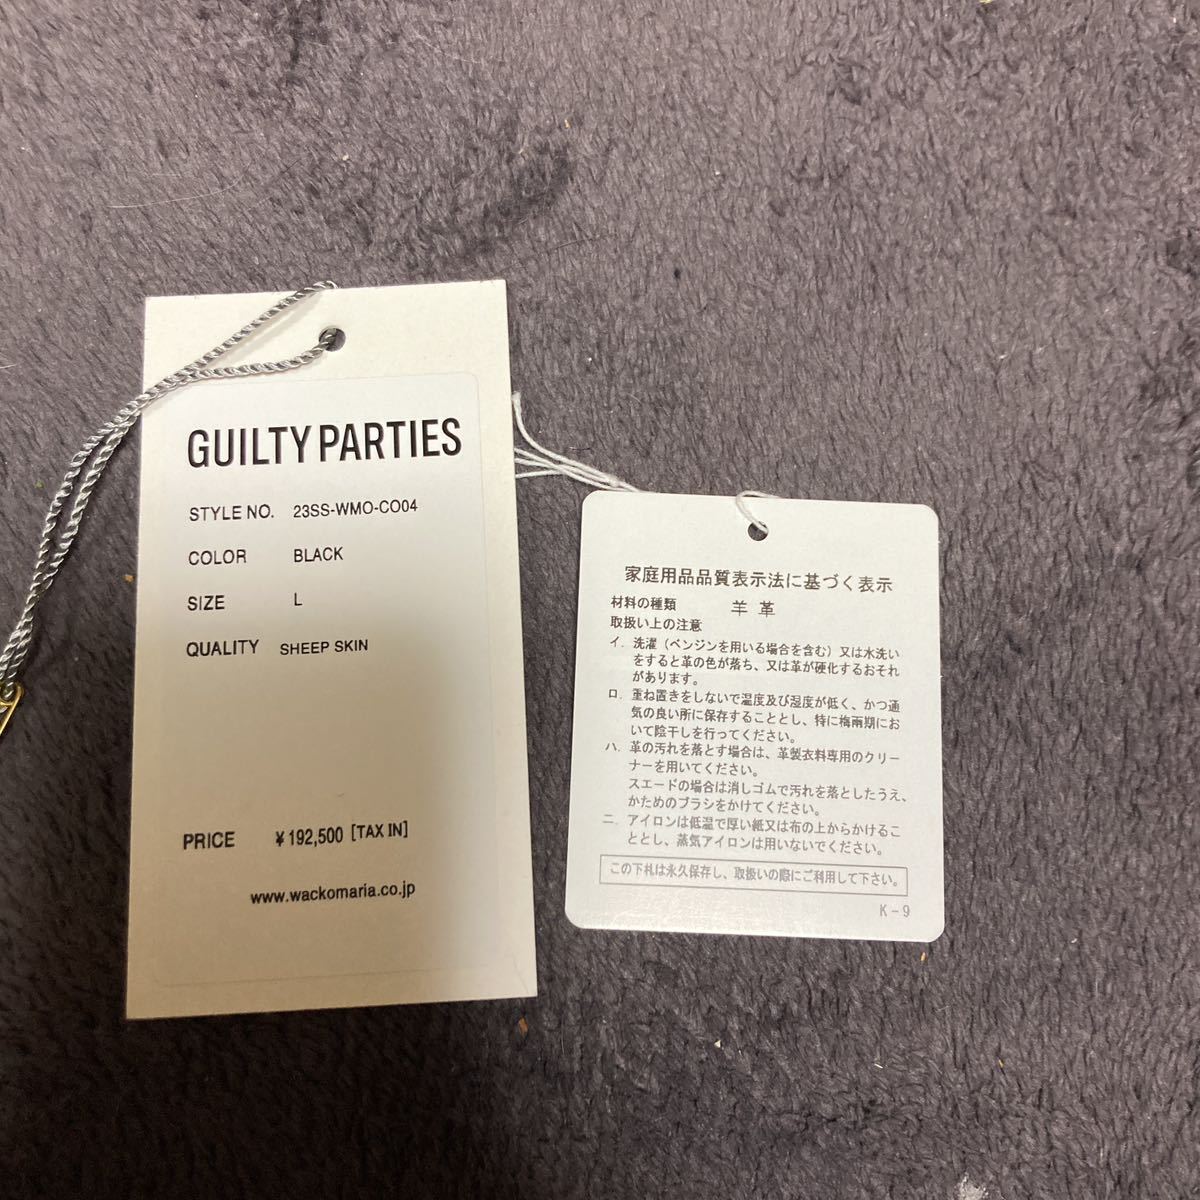 GUILTY PARTIES
STYLE NO. 23SS-WMO-CO04
COLOR BLACK
SIZE L
QUALITY SHEEP SKIN
PRICE ¥192,500 [TAX IN]
www.wackomaria.co.jp
家庭用品品質表示法に基づく表示
材料の種類 羊革
取扱い上の注意
イ. 洗濯（ベンジンを用いる場合を含む）又は水洗い
をすると革の色が落ち、又は革が硬化するおそれ
があります。
ロ. 重ね置きをしないで温度及び湿度が低く、かつ通
気の良い所に保存することとし、特に梅雨期にお
いて陰干しを行ってください。
ハ. 革の汚れを落とす場合は、革製衣料専用のクリー
ナーを用いてください。
スエードの場合は消しゴムで汚れを落としたうえ、
かためのブラシをかけてください。
ニ. アイロンは低温で厚い紙又は布の上からかけるこ
ととし、蒸気アイロンは用いないでください。
この下札は永久保存し、取扱いの際にご利用して下さい。
K-9